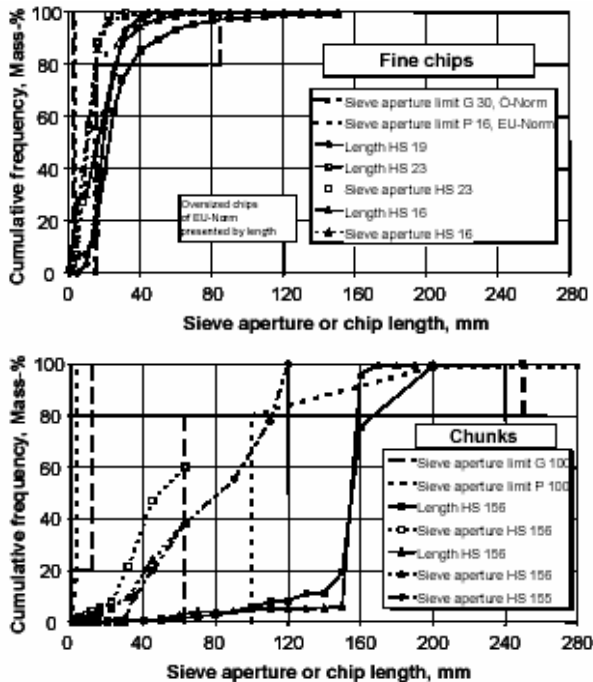 Cumulative frequency, Mass-%
100
80
60
40
20
0
Fine chips
Sieve aperture limit G 30, Ö-Norm
Sieve aperture limit P 16, EU-Norm
Length HS 19
Length HS 23
Sieve aperture HS 23
Length HS 16
Sieve aperture HS 16
Oversized chips
of EU-Norm
presented by length
0 40 80 120 160 200 240 280
Sieve aperture or chip length, mm
Cumulative frequency, Mass-%
100
80
60
40
20
0
Chunks
Sieve aperture limit G 100
Sieve aperture limit P 100
Length HS 156
Sieve aperture HS 156
Length HS 156
Sieve aperture HS 156
Sieve aperture HS 155
0 40 80 120 160 200 240 280
Sieve aperture or chip length, mm